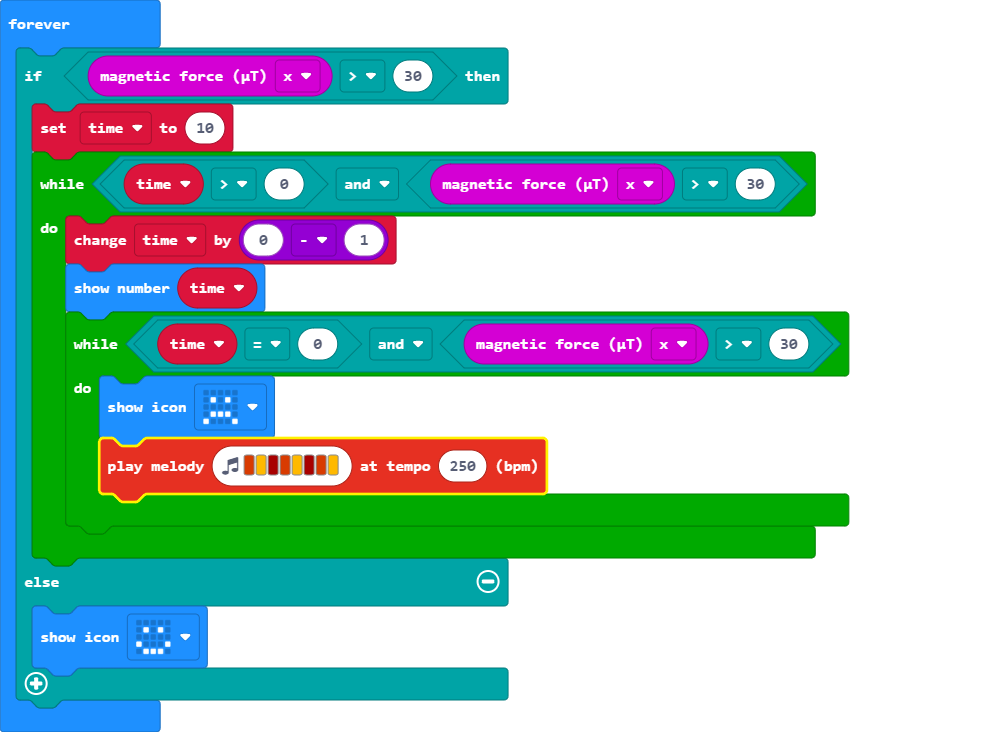 forever
if magnetic force (μT) x > 30 then
set time to 10
while time > 0 and magnetic force (μT) x > 30
do
change time by 0 - 1
show number time
while time = 0 and magnetic force (μT) x > 30
do
show icon
play melody at tempo 250 (bpm)
else
show icon